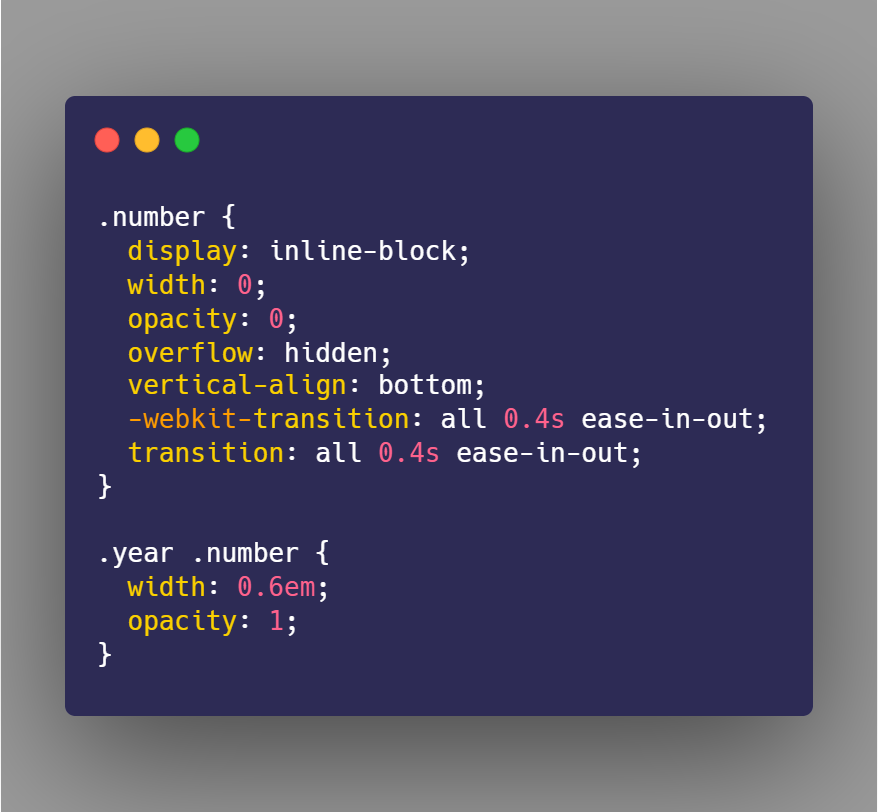 .number {
  display: inline-block;
  width: 0;
  opacity: 0;
  overflow: hidden;
  vertical-align: bottom;
  -webkit-transition: all 0.4s ease-in-out;
  transition: all 0.4s ease-in-out;
}

.year .number {
  width: 0.6em;
  opacity: 1;
}